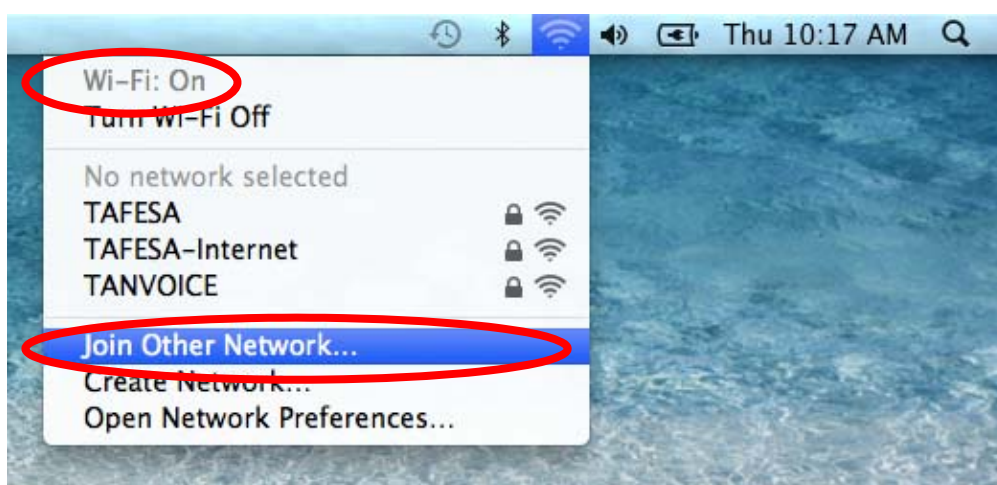 Thu 10:17 AM
Wi-Fi: On
Turn Wi-Fi Off
No network selected
TAFESA
TAFESA-Internet
TANVOICE
Join Other Network...
Create Network...
Open Network Preferences...